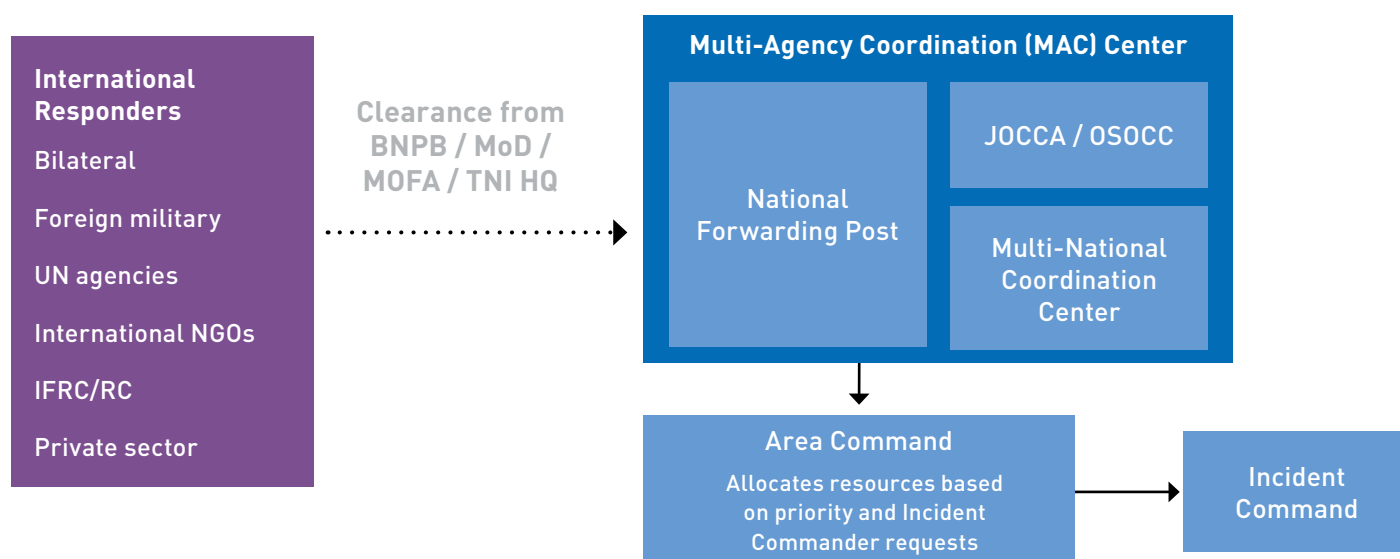 International
Responders
Bilateral
Foreign military
UN agencies
International NGOs
IFRC/RC
Private sector
Clearance from
BNPB / MoD /
MOFA / TNI HQ
Multi-Agency Coordination (MAC) Center
National
Forwarding Post
JOCCA / OSOCC
Multi-National
Coordination
Center
Area Command
Allocates resources based
on priority and Incident
Commander requests
Incident
Command